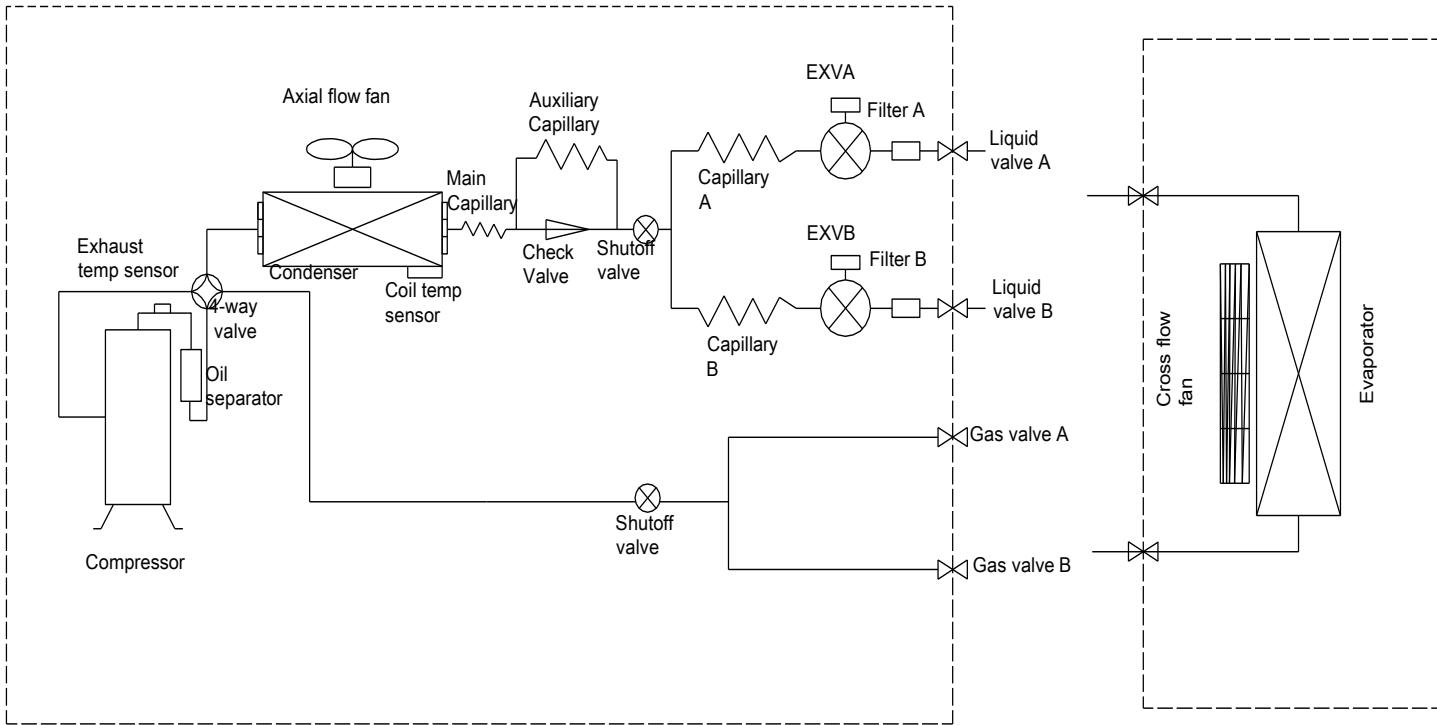 EXVA
Axial flow fan
Auxiliary
Capillary
Filter A
Liquid
valve A
Main
Capillary
Capillary
A
EXVB
Exhaust
temp sensor
Condenser
Check
Valve
Shutoff
valve
Filter B
Coil temp
sensor
Liquid
valve B
4-way
valve
Capillary
B
Oil
separator
Cross flow
fan
Evaporator
Gas valve A
Shutoff
valve
Compressor
Gas valve B